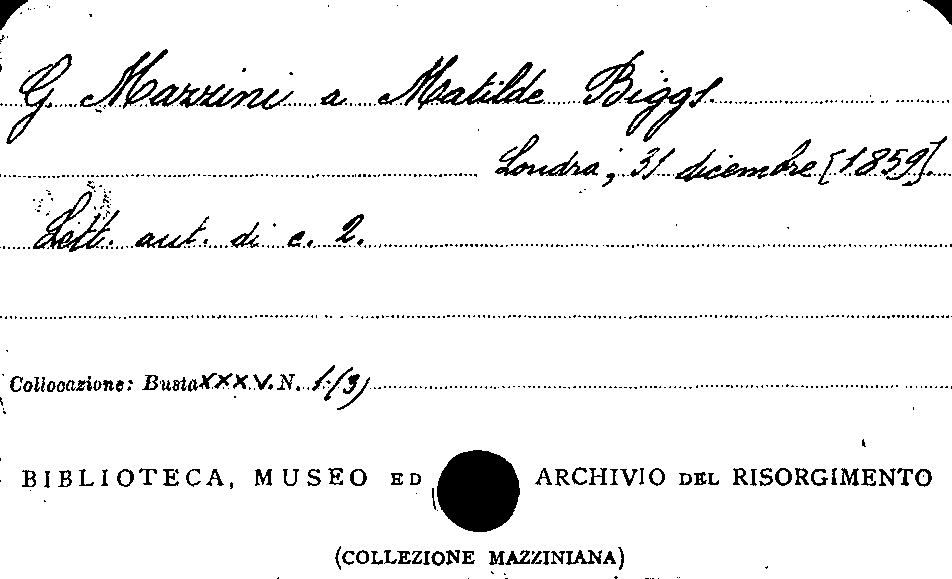 G. Mazzini a Matilde Biggs.
Londra, 31 dicembre [1859].
Lett. aut. di c. 2.
Collocazione: Busta XXXV. N. 1 (3)
BIBLIOTECA, MUSEO ED ARCHIVIO DEL RISORGIMENTO
(COLLEZIONE MAZZINIANA)